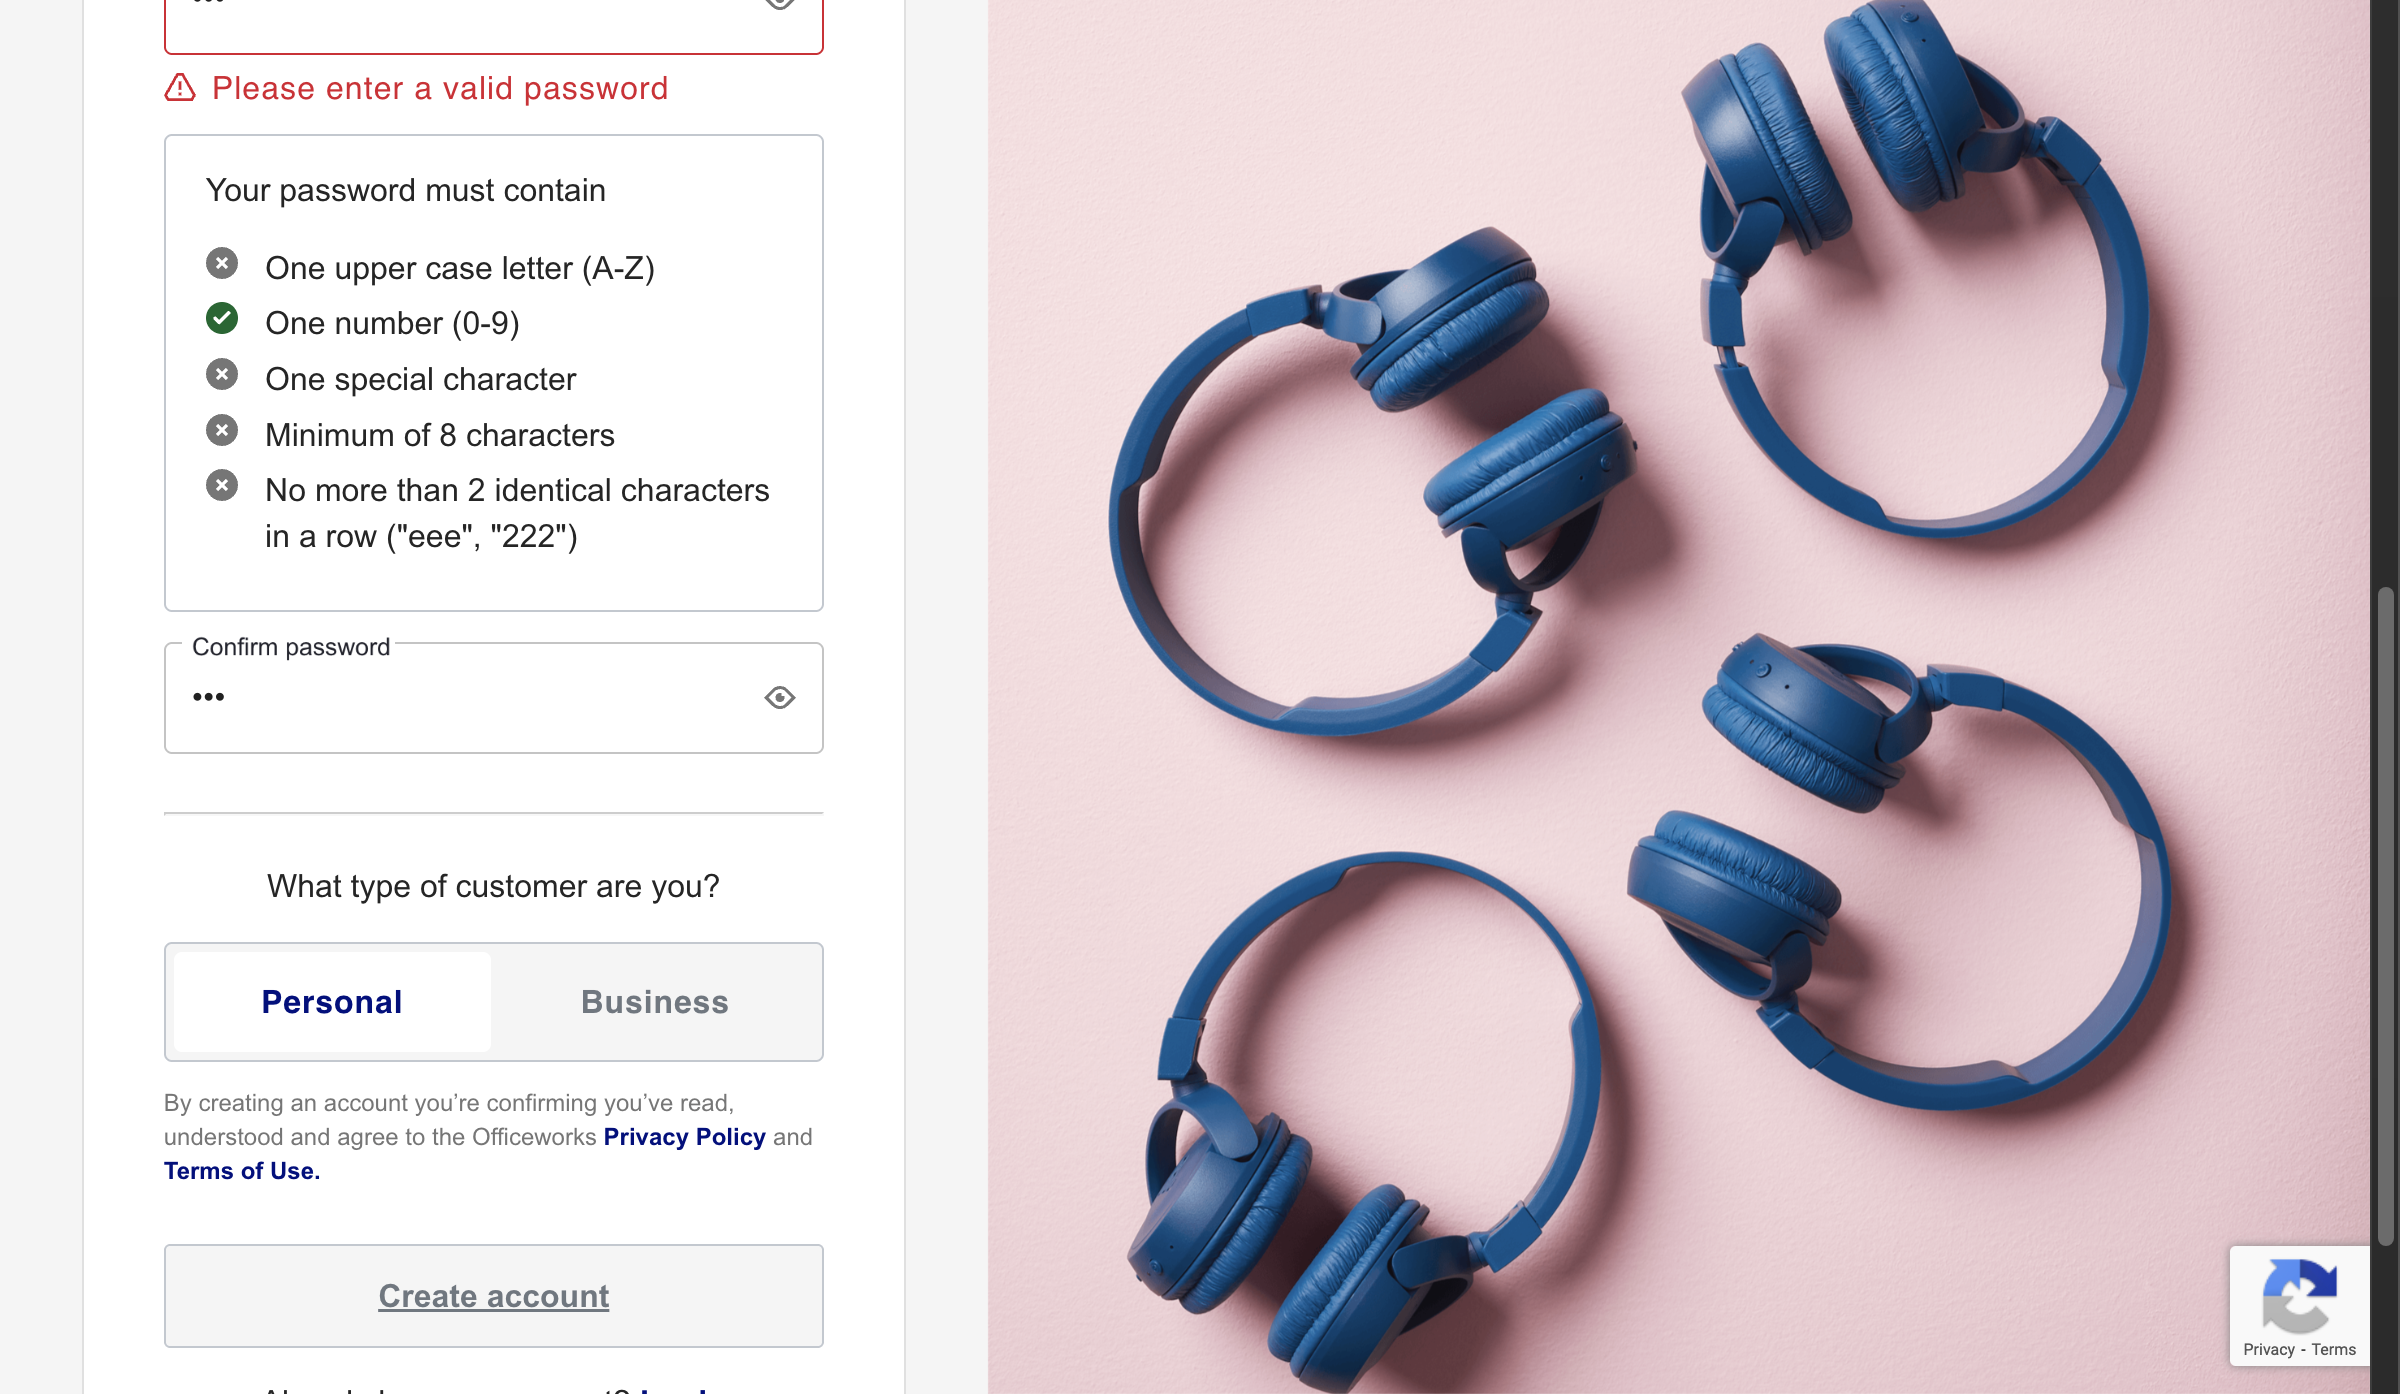 Please enter a valid password
Your password must contain
One upper case letter (A-Z)
One number (0-9)
One special character
Minimum of 8 characters
No more than 2 identical characters
in a row ("eee", "222")
Confirm password
•••
What type of customer are you?
Personal
Business
By creating an account you’re confirming you’ve read,
understood and agree to the Officeworks Privacy Policy and
Terms of Use.
Create account
Privacy - Terms